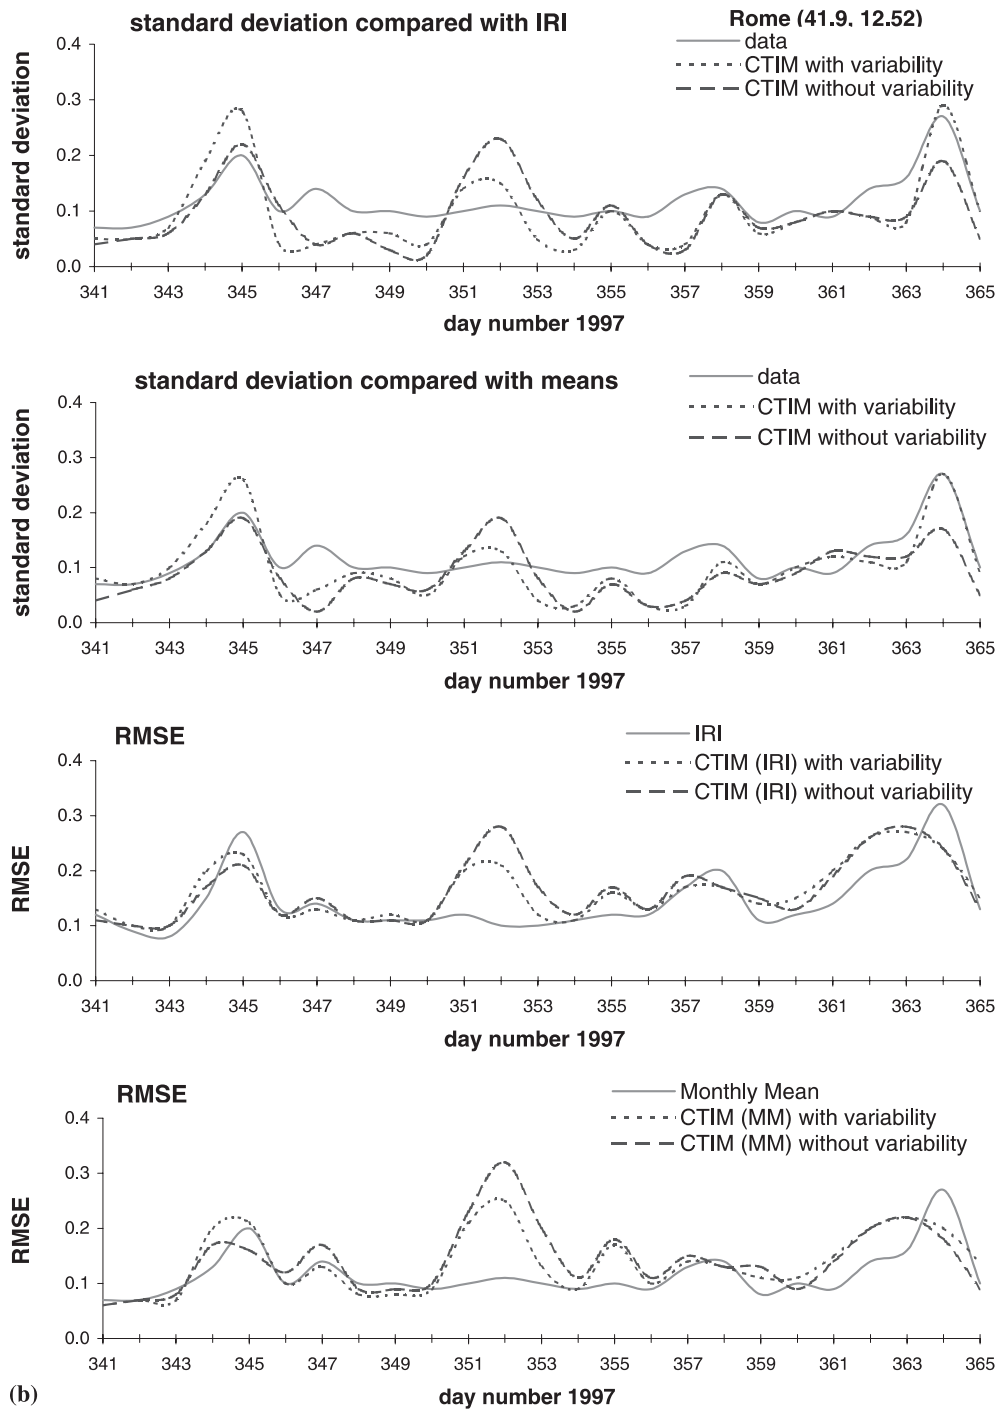 standard deviation compared with IRI
Rome (41.9, 12.52)
data
CTIM with variability
CTIM without variability
standard deviation
0.4
0.3
0.2
0.1
0.0
341 343 345 347 349 351 353 355 357 359 361 363 365
day number 1997
standard deviation compared with means
data
CTIM with variability
CTIM without variability
standard deviation
0.4
0.3
0.2
0.1
0.0
341 343 345 347 349 351 353 355 357 359 361 363 365
day number 1997
RMSE
IRI
CTIM (IRI) with variability
CTIM (IRI) without variability
RMSE
0.4
0.3
0.2
0.1
0.0
341 343 345 347 349 351 353 355 357 359 361 363 365
day number 1997
RMSE
Monthly Mean
CTIM (MM) with variability
CTIM (MM) without variability
RMSE
0.4
0.3
0.2
0.1
0.0
341 343 345 347 349 351 353 355 357 359 361 363 365
day number 1997
(b)